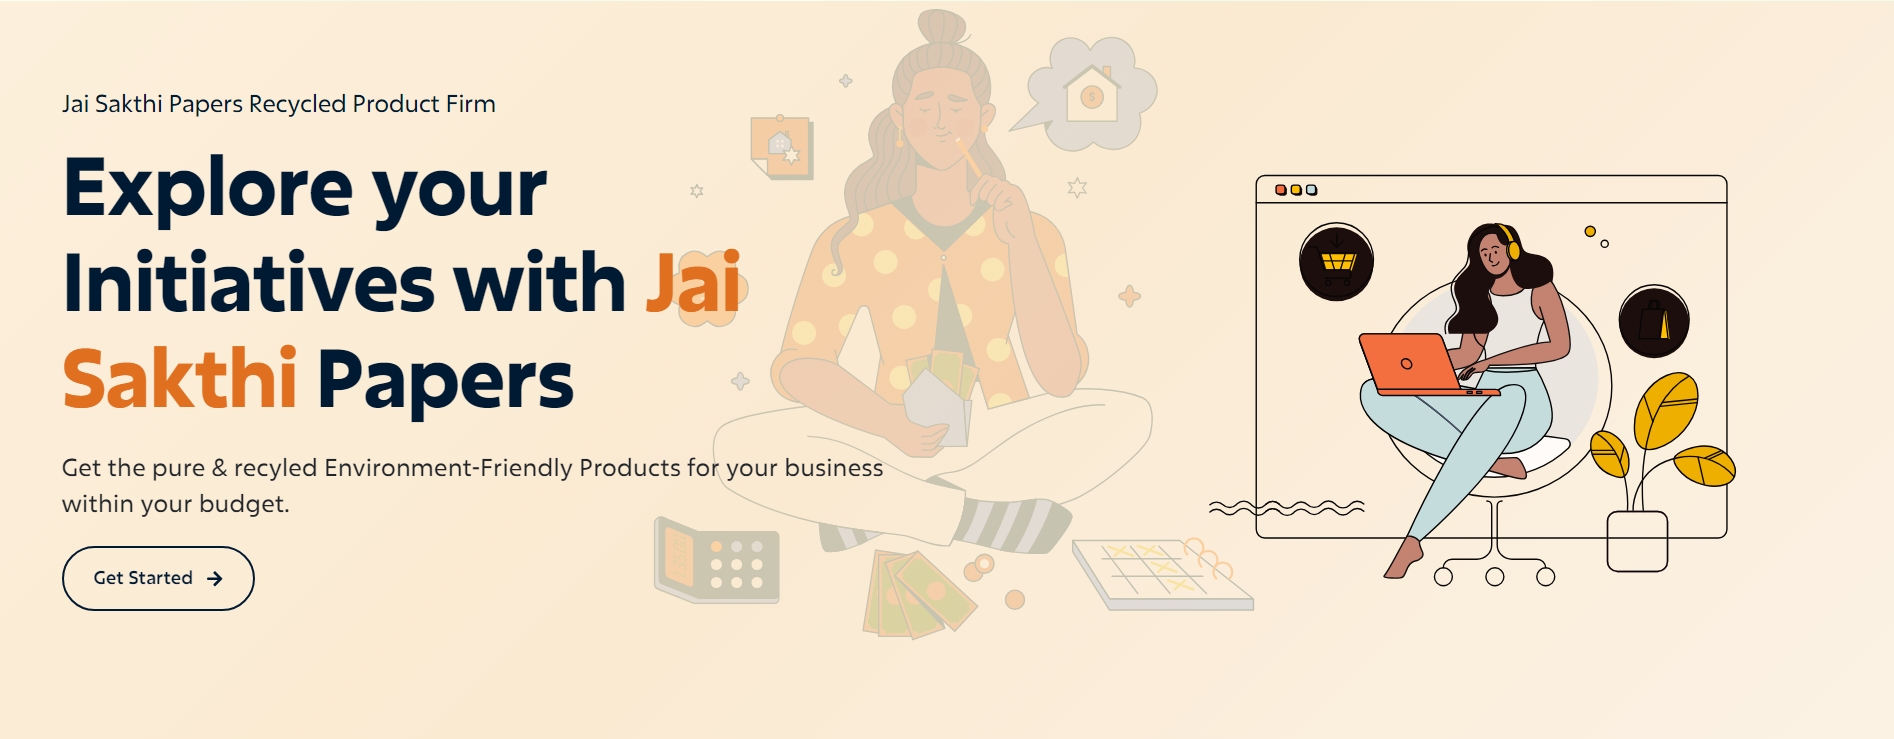 Jai Sakthi Papers Recycled Product Firm
Explore your
Initiatives with Jai
Sakthi Papers
Get the pure & recyled Environment-Friendly Products for your business
within your budget.
Get Started
$